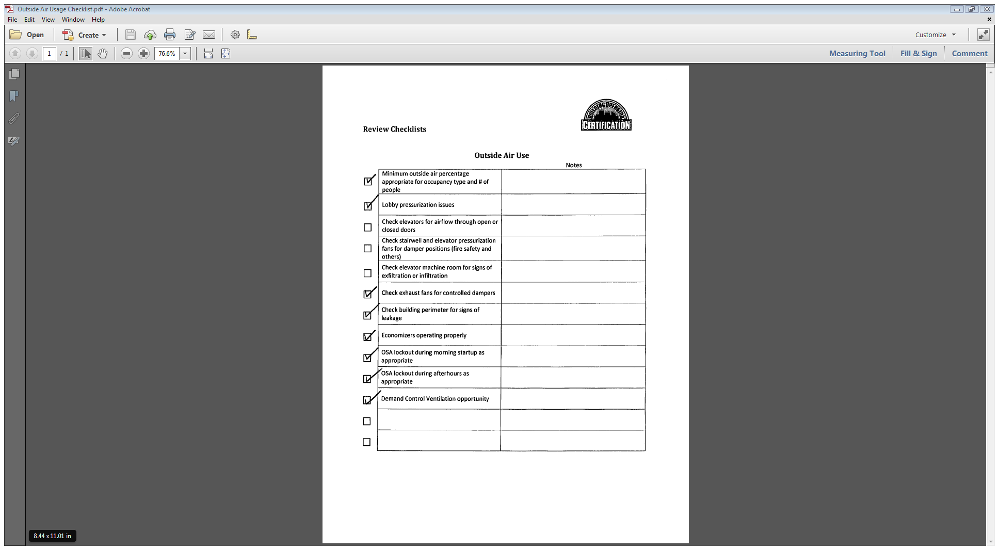 Outside Air Usage Checklist.pdf - Adobe Acrobat
File Edit View Window Help
Open Create Customize
1 / 1 76.6% Measuring Tool Fill & Sign Comment
BUILDING OPERATOR
CERTIFICATION
Review Checklists
Outside Air Use
Notes
Minimum outside air percentage
appropriate for occupancy type and # of
people
Lobby pressurization issues
Check elevators for airflow through open or
closed doors
Check stairwell and elevator pressurization
fans for damper positions (fire safety and
others)
Check elevator machine room for signs of
exfiltration or infiltration
Check exhaust fans for controlled dampers
Check building perimeter for signs of
leakage
Economizers operating properly
OSA lockout during morning startup as
appropriate
OSA lockout during afterhours as
appropriate
Demand Control Ventilation opportunity
8.44 x 11.01 in